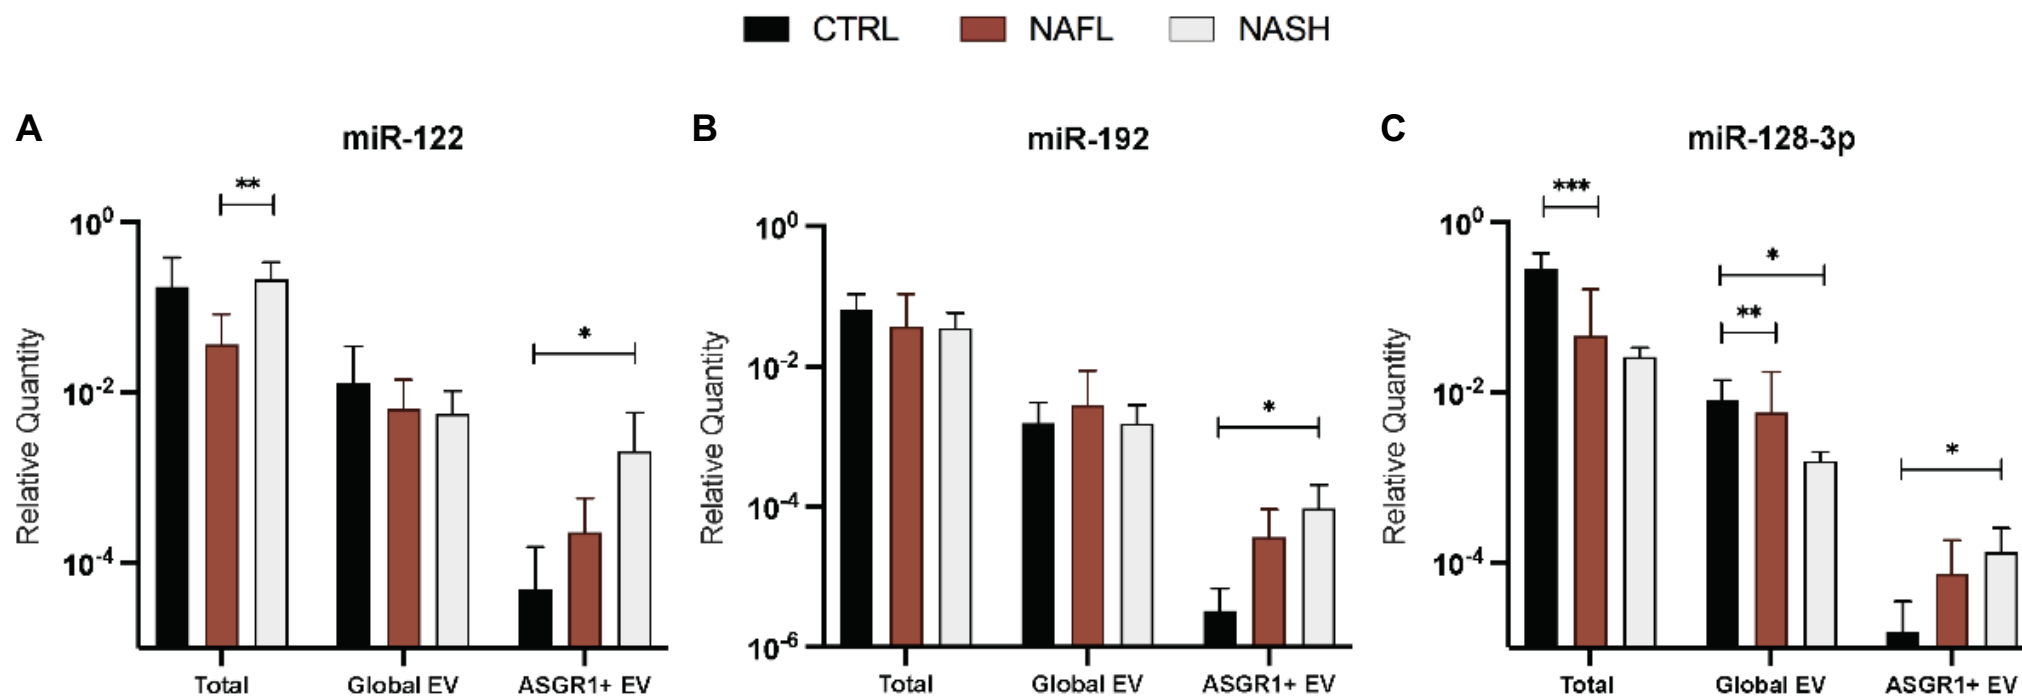 CTRL NAFL NASH
A miR-122
**
*
Relative Quantity
10^0
10^-2
10^-4
Total Global EV ASGR1+ EV
B miR-192
*
Relative Quantity
10^0
10^-2
10^-4
10^-6
Total Global EV ASGR1+ EV
C miR-128-3p
***
*
**
*
Relative Quantity
10^0
10^-2
10^-4
Total Global EV ASGR1+ EV